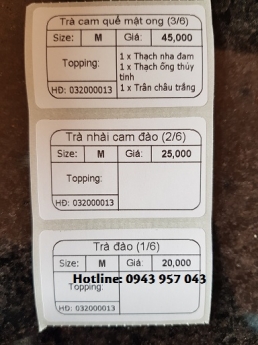 Trà cam quế mật ong (3/6)
Size: M Giá: 45,000
Topping:
1 x Thạch nha đam
1 x Thạch ống thủy tinh
1 x Trân châu trắng
HĐ: 032000013
Trà nhài cam đào (2/6)
Size: M Giá: 25,000
Topping:
HĐ: 032000013
Trà đào (1/6)
Size: M Giá: 20,000
Hotline: 0943 957 043
Topping:
HĐ: 032000013